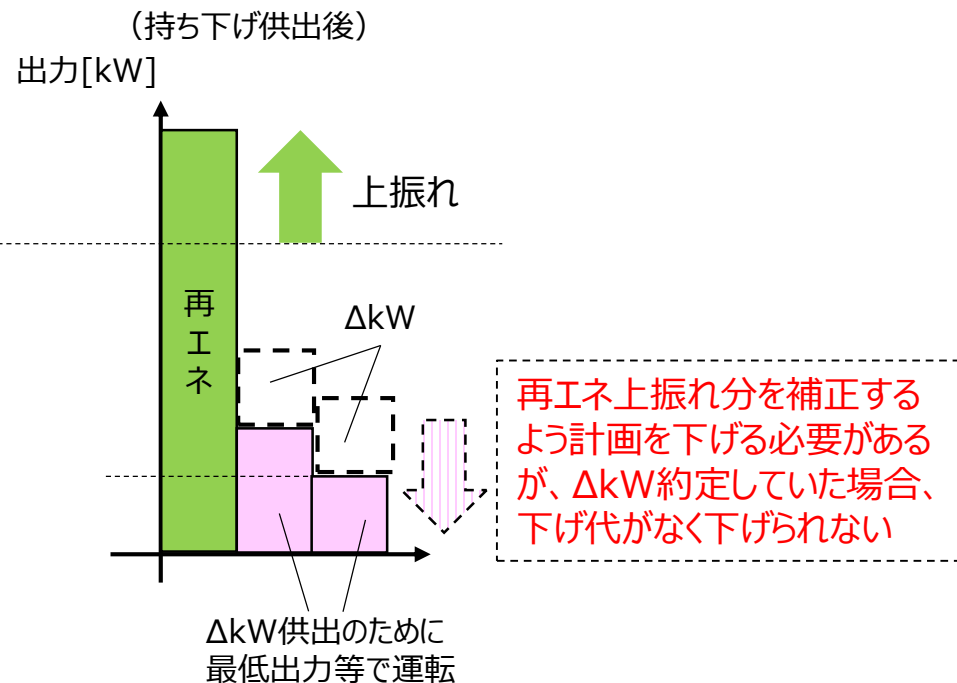 （持ち下げ供出後）
出力[kW]
上振れ
再エネ
ΔkW
再エネ上振れ分を補正する
よう計画を下げる必要がある
が、ΔkW約定していた場合、
下げ代がなく下げられない
ΔkW供出のために
最低出力等で運転